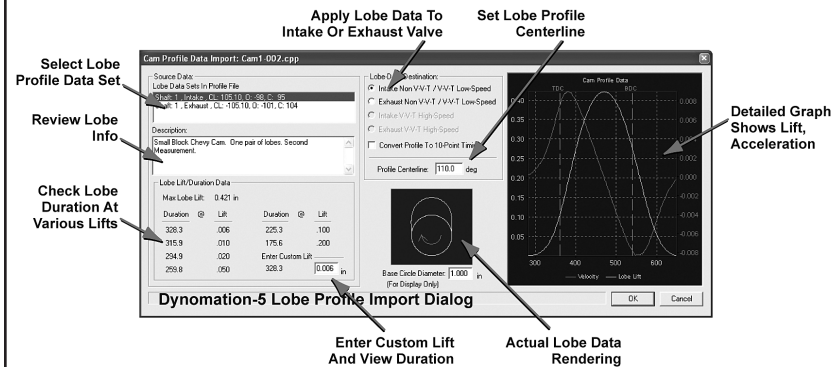 Apply Lobe Data To
Intake Or Exhaust Valve
Set Lobe Profile
Centerline
Select Lobe
Profile Data Set
Review Lobe
Info
Check Lobe
Duration At
Various Lifts
Cam Profile Data Import: Cam1-002.cpp
Source Data:
Lobe Data Sets In Profile File
Shaft: 1 , Intake , CL: 105.10, O: -98, C: 95
Shaft: 1 , Exhaust , CL: -105.10, O: -101, C: 104
Description:
Small Block Chevy Cam. One pair of lobes. Second
Measurement.
Lobe Lift/Duration Data
Max Lobe Lift: 0.421 in
Duration @ Lift Duration @ Lift
328.3 .006 225.3 .100
315.9 .010 175.6 .200
294.9 .020 Enter Custom Lift
259.8 .050 328.3 0.006 in
Lobe Data Destination:
Intake Non V-V-T / V-V-T Low-Speed
Exhaust Non V-V-T / V-V-T Low-Speed
Intake V-V-T High-Speed
Exhaust V-V-T High-Speed
Convert Profile To 10-Point Timing
Profile Centerline: 110.0 deg
Base Circle Diameter: 1.000 in
(For Display Only)
Cam Profile Data
TDC BDC
0.40 0.008
0.35 0.006
0.30 0.004
0.25 0.002
0.20 0.000
0.15 -0.002
0.10 -0.004
0.05 -0.006
-0.008
300 400 500 600
Velocity Lobe Lift
Dynomation-5 Lobe Profile Import Dialog
OK Cancel
Detailed Graph
Shows Lift,
Acceleration
Enter Custom Lift
And View Duration
Actual Lobe Data
Rendering